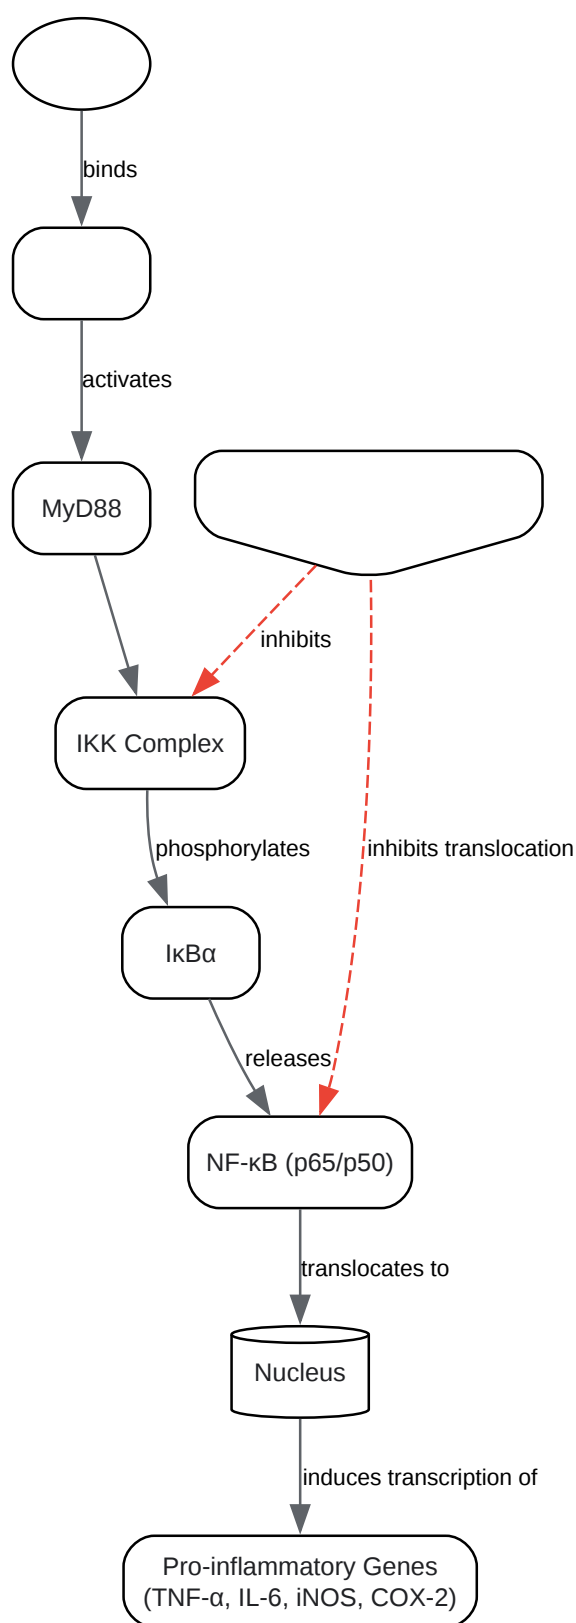 binds
activates
MyD88
inhibits
IKK Complex
phosphorylates
inhibits translocation
IκBα
releases
NF-κB (p65/p50)
translocates to
Nucleus
induces transcription of
Pro-inflammatory Genes
(TNF-α, IL-6, iNOS, COX-2)